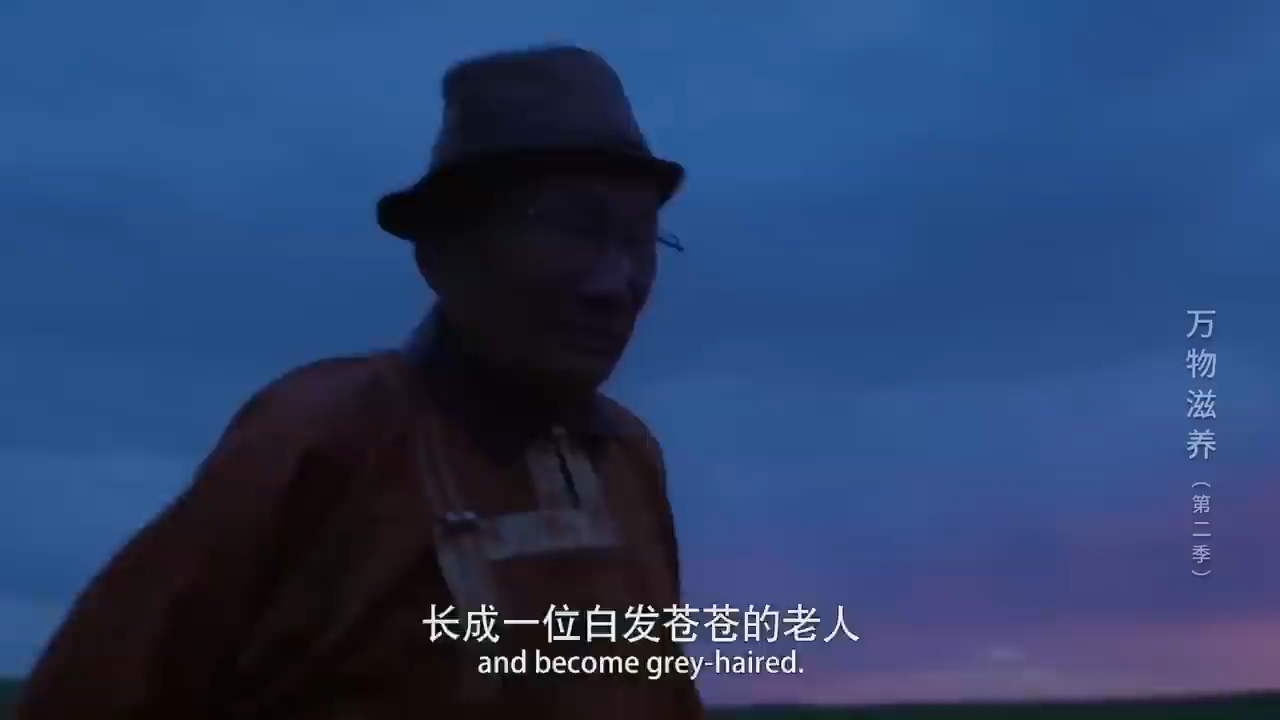 万物滋养
（第二季）
长成一位白发苍苍的老人
and become grey-haired.